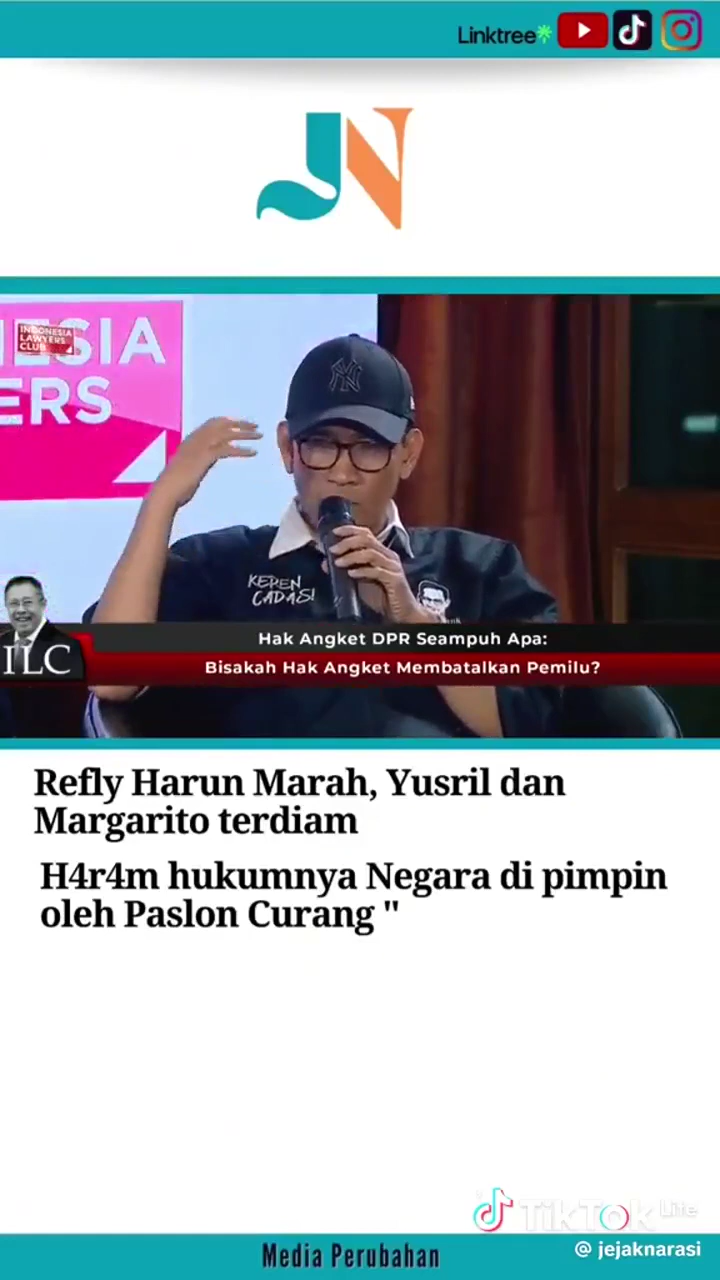 Linktree
JN
INDONESIA
LAWYERS
CLUB
NESIA
ERS
NY
KEREN
CADAS!
ILC
Hak Angket DPR Seampuh Apa:
Bisakah Hak Angket Membatalkan Pemilu?
Refly Harun Marah, Yusril dan
Margarito terdiam
H4r4m hukumnya Negara di pimpin
oleh Paslon Curang "
TikTok Lite
@ jejaknarasi
Media Perubahan